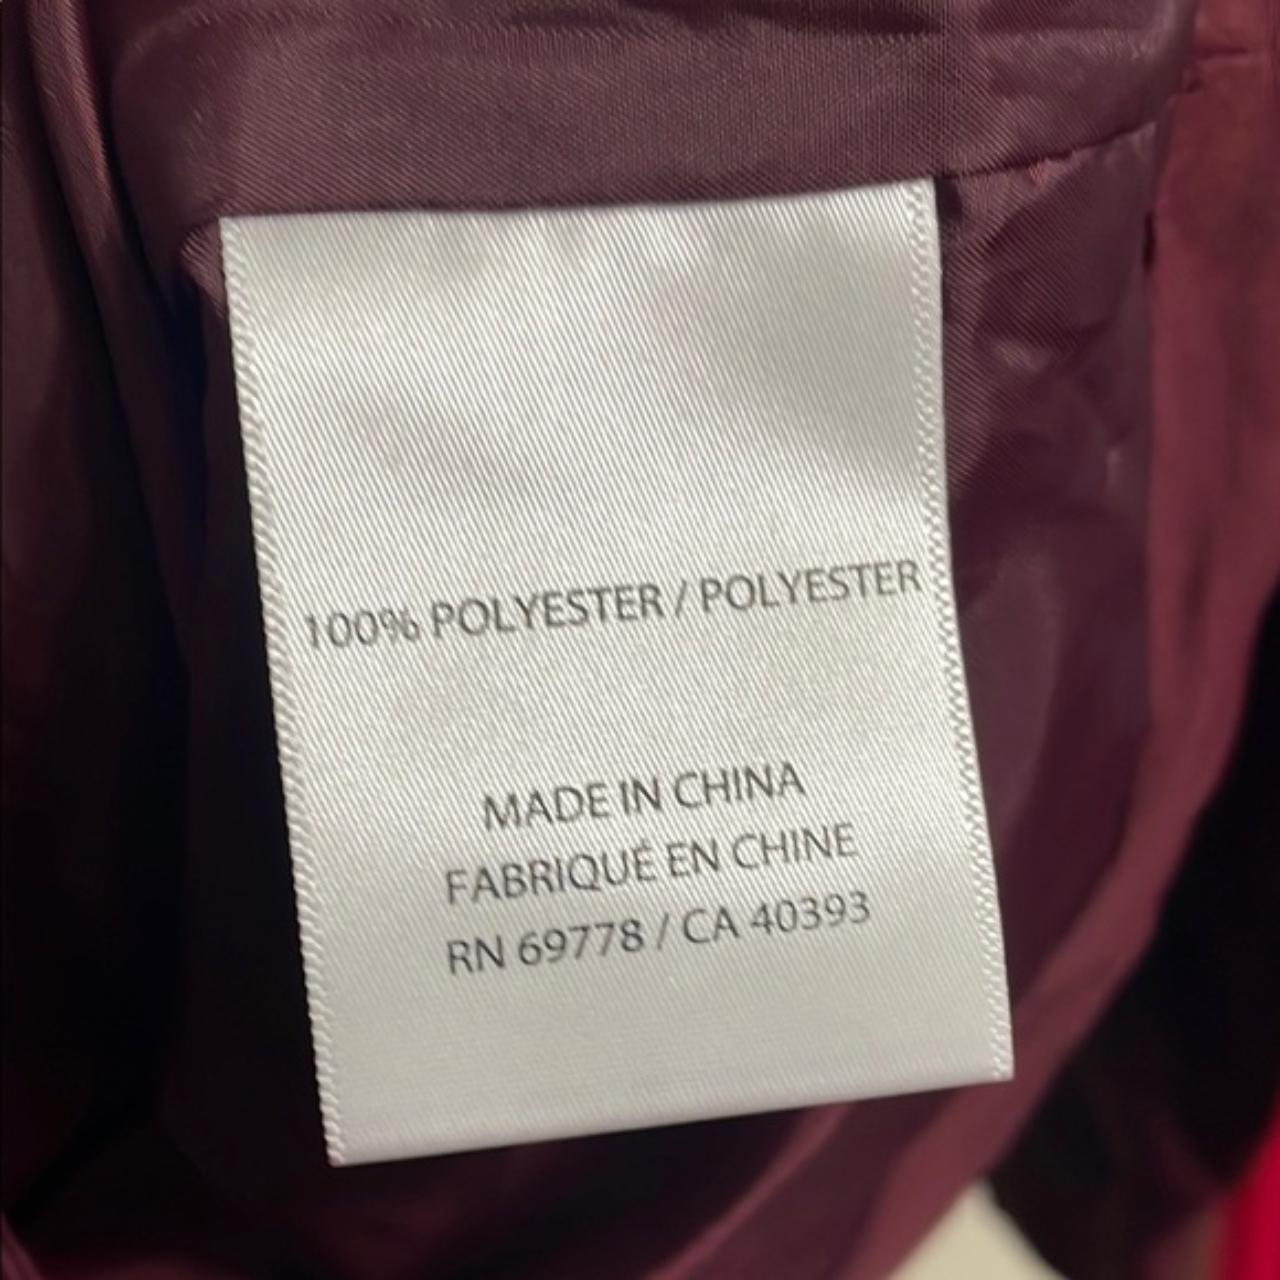 100% POLYESTER / POLYESTER
MADE IN CHINA
FABRIQUÉ EN CHINE
RN 69778 / CA 40393